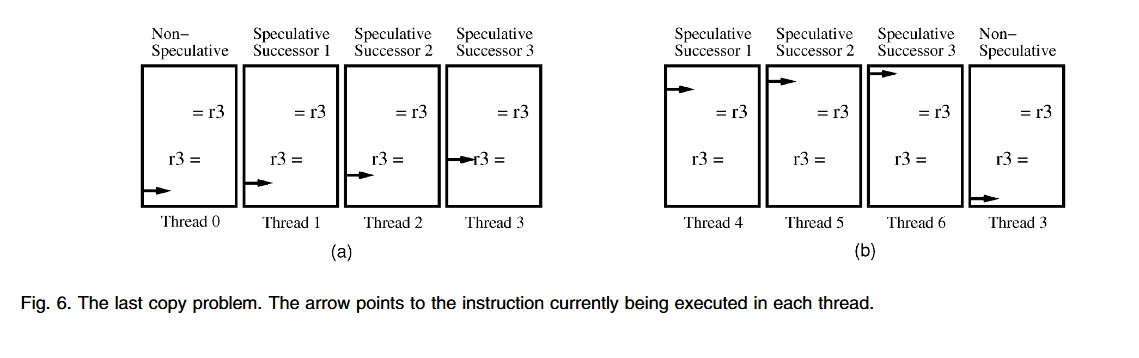 Non–
Speculative
Speculative
Successor 1
Speculative
Successor 2
Speculative
Successor 3
= r3
= r3
= r3
= r3
r3 =
r3 =
r3 =
r3 =
Thread 0
Thread 1
Thread 2
Thread 3
(a)
Speculative
Successor 1
Speculative
Successor 2
Speculative
Successor 3
Non–
Speculative
= r3
= r3
= r3
= r3
r3 =
r3 =
r3 =
r3 =
Thread 4
Thread 5
Thread 6
Thread 3
(b)
Fig. 6. The last copy problem. The arrow points to the instruction currently being executed in each thread.